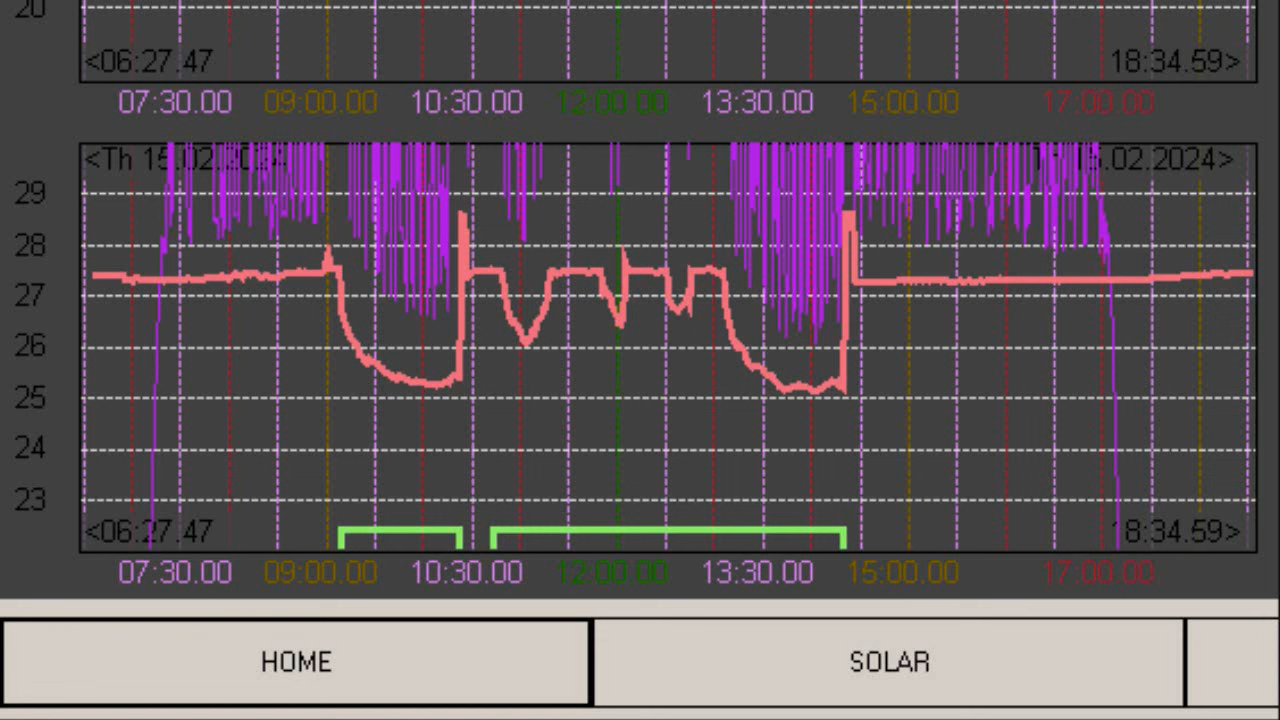 20
<06:27.47 18:34.59>
07:30.00 09:00.00 10:30.00 12:00.00 13:30.00 15:00.00 17:00.00
<Th 15.02.2024 15.02.2024>
29
28
27
26
25
24
23
<06:27.47 8:34.59>
07:30.00 09:00.00 10:30.00 12:00.00 13:30.00 15:00.00 17:00.00
HOME SOLAR